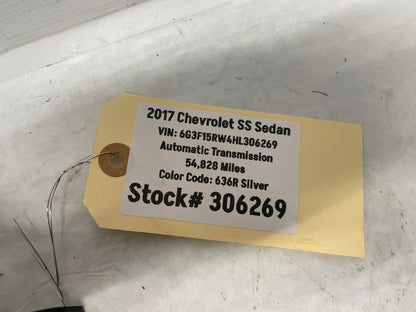 2017 Chevrolet SS Sedan
VIN: 6G3F15RW4HL306269
Automatic Transmission
54,828 Miles
Color Code: 636R Silver
Stock# 306269